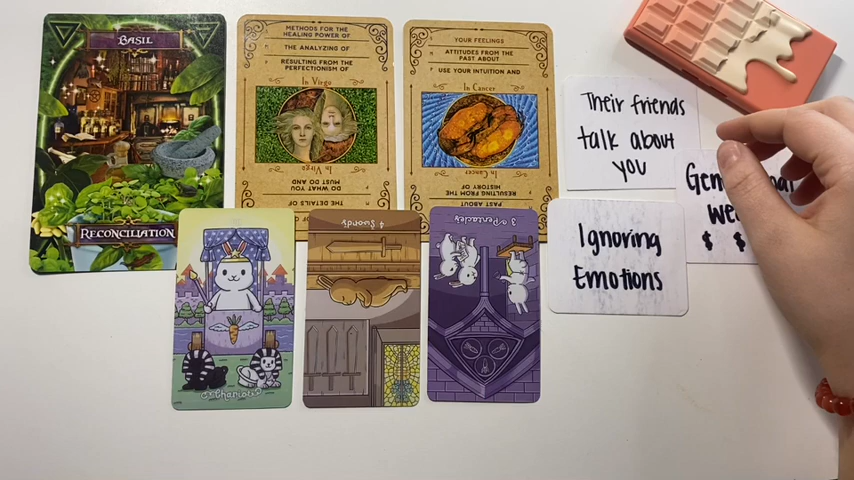 BASIL
RECONCILIATION
METHODS FOR THE
HEALING POWER OF
THE ANALYZING OF
RESULTING FROM THE
PERFECTIONISM OF
In Virgo
In Virgo
DO WHAT YOU
MUST DO AND
THE DETAILS OF
YOUR FEELINGS
ATTITUDES FROM THE
PAST ABOUT
USE YOUR INTUITION AND
In Cancer
In Cancer
RESULTING FROM THE
HISTORY OF
PAST ABOUT
Their friends
talk about
you
$ $
Ignoring
Emotions
Chariot
4 Swords
3 of Pentacles